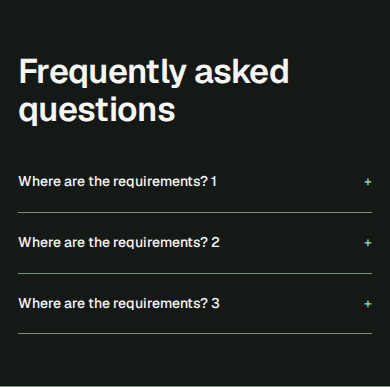 Frequently asked
questions
Where are the requirements? 1 +
Where are the requirements? 2 +
Where are the requirements? 3 +